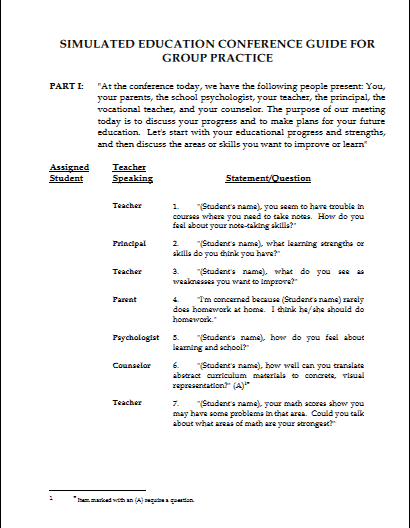 SIMULATED EDUCATION CONFERENCE GUIDE FOR
GROUP PRACTICE
PART I: "At the conference today, we have the following people present: You,
your parents, the school psychologist, your teacher, the principal, the
vocational teacher, and your counselor. The purpose of our meeting
today is to discuss your progress and to make plans for your future
education. Let's start with your educational progress and strengths,
and then discuss the areas or skills you want to improve or learn"
Assigned Teacher
Student Speaking Statement/Question
Teacher 1. "(Student's name), you seem to have trouble in
courses where you need to take notes. How do you
feel about your note-taking skills?"
Principal 2. "(Student's name), what learning strengths or
skills do you think you have?"
Teacher 3. "(Student's name), what do you see as
weaknesses you want to improve?"
Parent 4. "I'm concerned because (Student's name) rarely
does homework at home. I think he/she should do
homework."
Psychologist 5. "(Student's name), how do you feel about
learning and school?"
Counselor 6. "(Student's name), how well can you translate
abstract curriculum materials to concrete, visual
representation?" (A)1*
Teacher 7. "(Student's name), your math scores show you
may have some problems in that area. Could you talk
about what areas of math are your strongest?"
1 * Item marked with an (A) require a question.